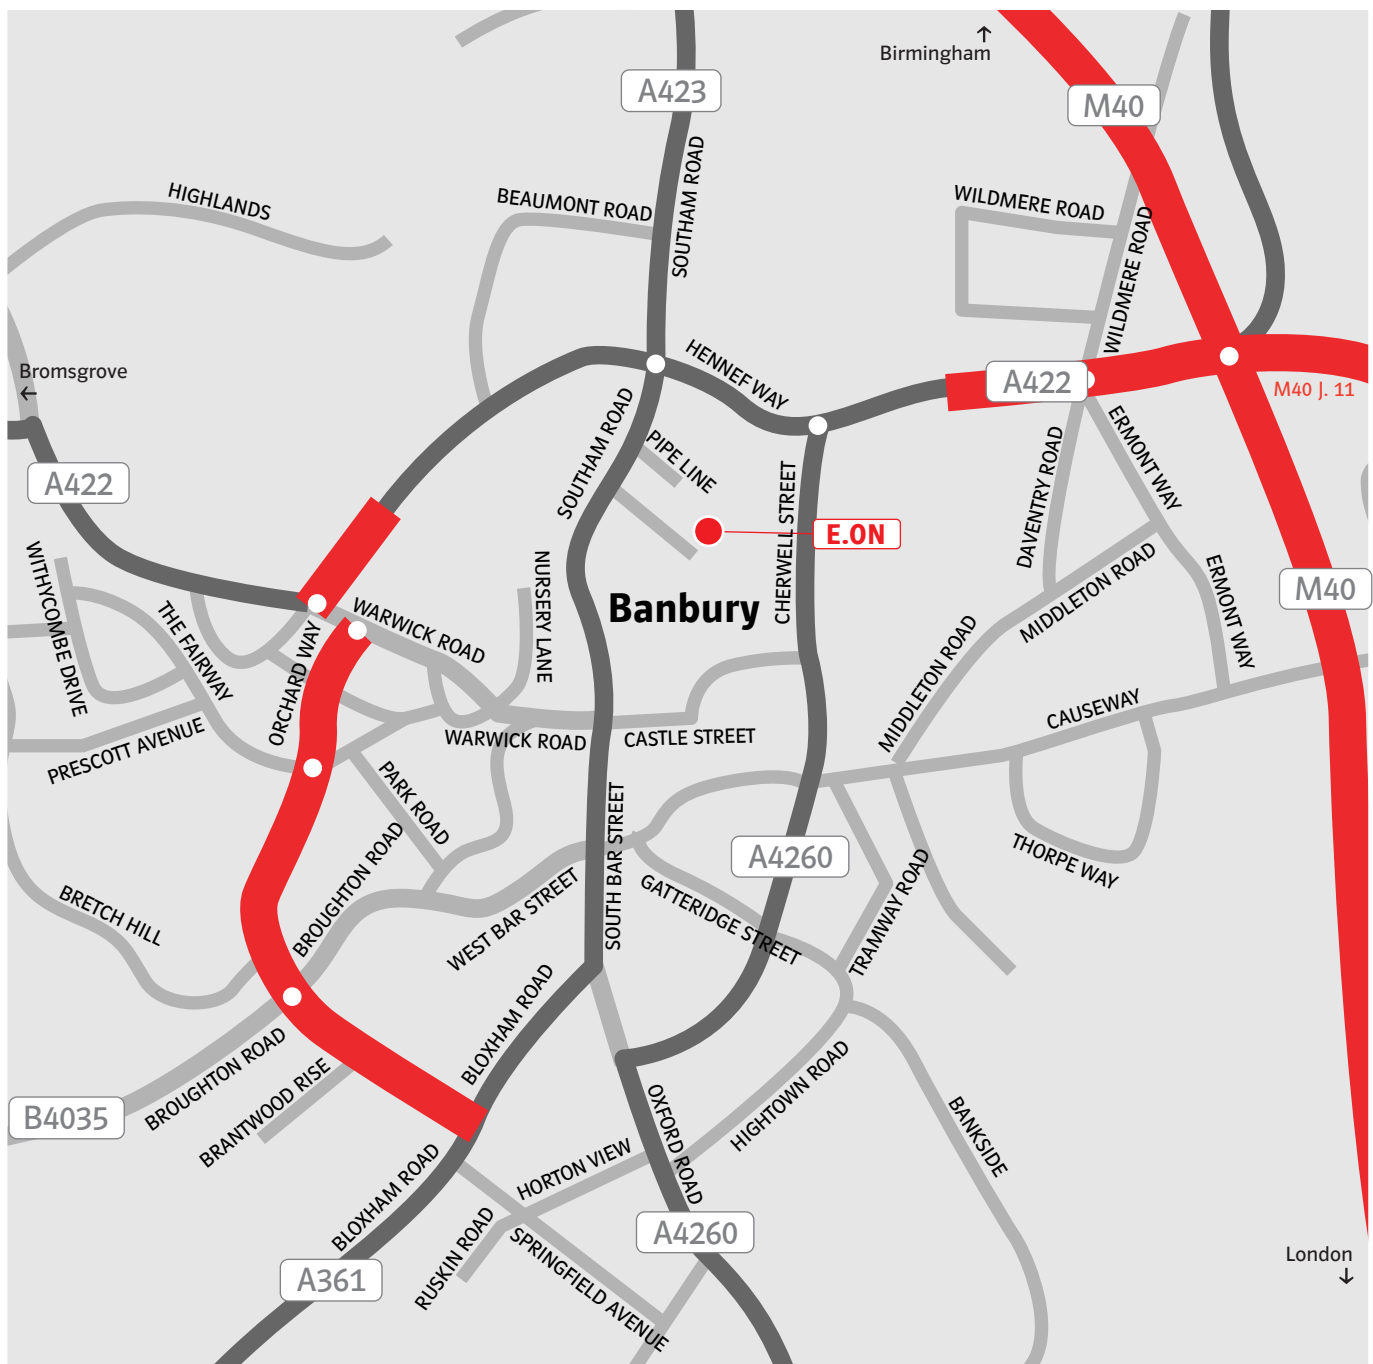 ↑
Birmingham
A423
M40
SOUTHAM ROAD
HIGHLANDS
BEAUMONT ROAD
WILDMERE ROAD
WILDMERE ROAD
HENNEF WAY
Bromsgrove
←
A422
M40 J. 11
SOUTHAM ROAD
PIPE LINE
ERMONT WAY
DAVENTRY ROAD
A422
CHERWELL STREET
E.ON
WITHYCOMBE DRIVE
THE FAIRWAY
NURSERY LANE
WARWICK ROAD
Banbury
MIDDLETON ROAD
ERMONT WAY
M40
ORCHARD WAY
MIDDLETON ROAD
PRESCOTT AVENUE
WARWICK ROAD
CASTLE STREET
CAUSEWAY
PARK ROAD
SOUTH BAR STREET
A4260
THORPE WAY
BROUGHTON ROAD
BRETCH HILL
WEST BAR STREET
GATTERIDGE STREET
TRAMWAY ROAD
BLOXHAM ROAD
BROUGHTON ROAD
BRANTWOOD RISE
B4035
OXFORD ROAD
HIGHTOWN ROAD
BANKSIDE
BLOXHAM ROAD
HORTON VIEW
RUSKIN ROAD
SPRINGFIELD AVENUE
A4260
A361
London
↓